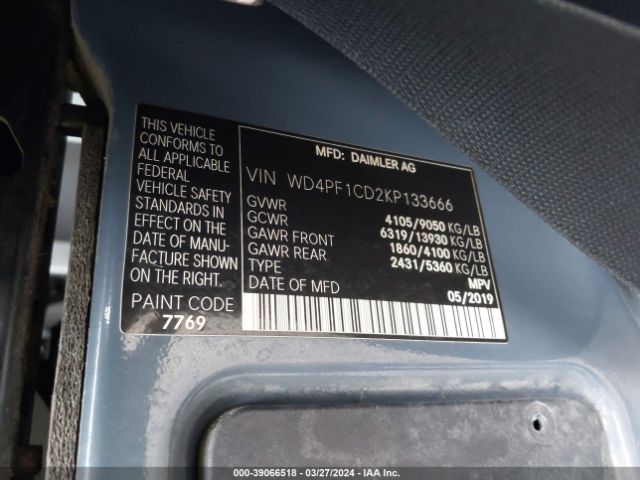 THIS VEHICLE
CONFORMS TO
ALL APPLICABLE
FEDERAL
VEHICLE SAFETY
STANDARDS IN
EFFECT ON THE
DATE OF MANU-
FACTURE SHOWN
ON THE RIGHT.
PAINT CODE
7769
MFD: DAIMLER AG
VIN WD4PF1CD2KP133666
GVWR 4105/9050 KG/LB
GCWR 6319/13930 KG/LB
GAWR FRONT 1860/4100 KG/LB
GAWR REAR 2431/5360 KG/LB
TYPE MPV
DATE OF MFD 05/2019
000-39066518 — 03/27/2024 — IAA Inc.